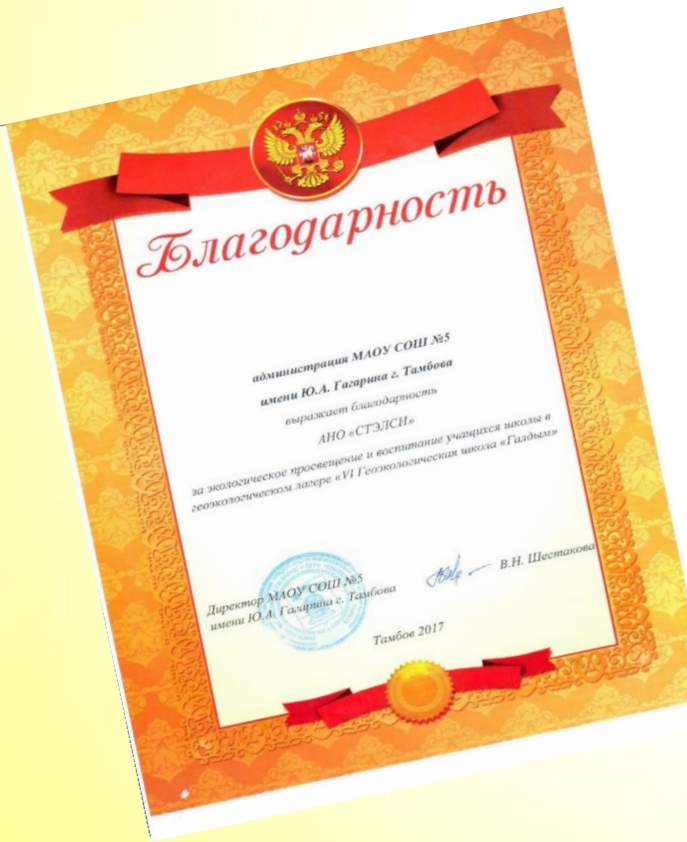 Благодарность
администрация МАОУ СОШ №5
имени Ю.А. Гагарина г. Тамбова
выражает благодарность
АНО «СТЭЛСИ»
за экологическое просвещение и воспитание учащихся школы в
геоэкологическом лагере «VI Геоэкологическая школа «Галдым»
Директор МАОУ СОШ №5
имени Ю.А. Гагарина г. Тамбова
В.Н. Шестакова
Тамбов 2017